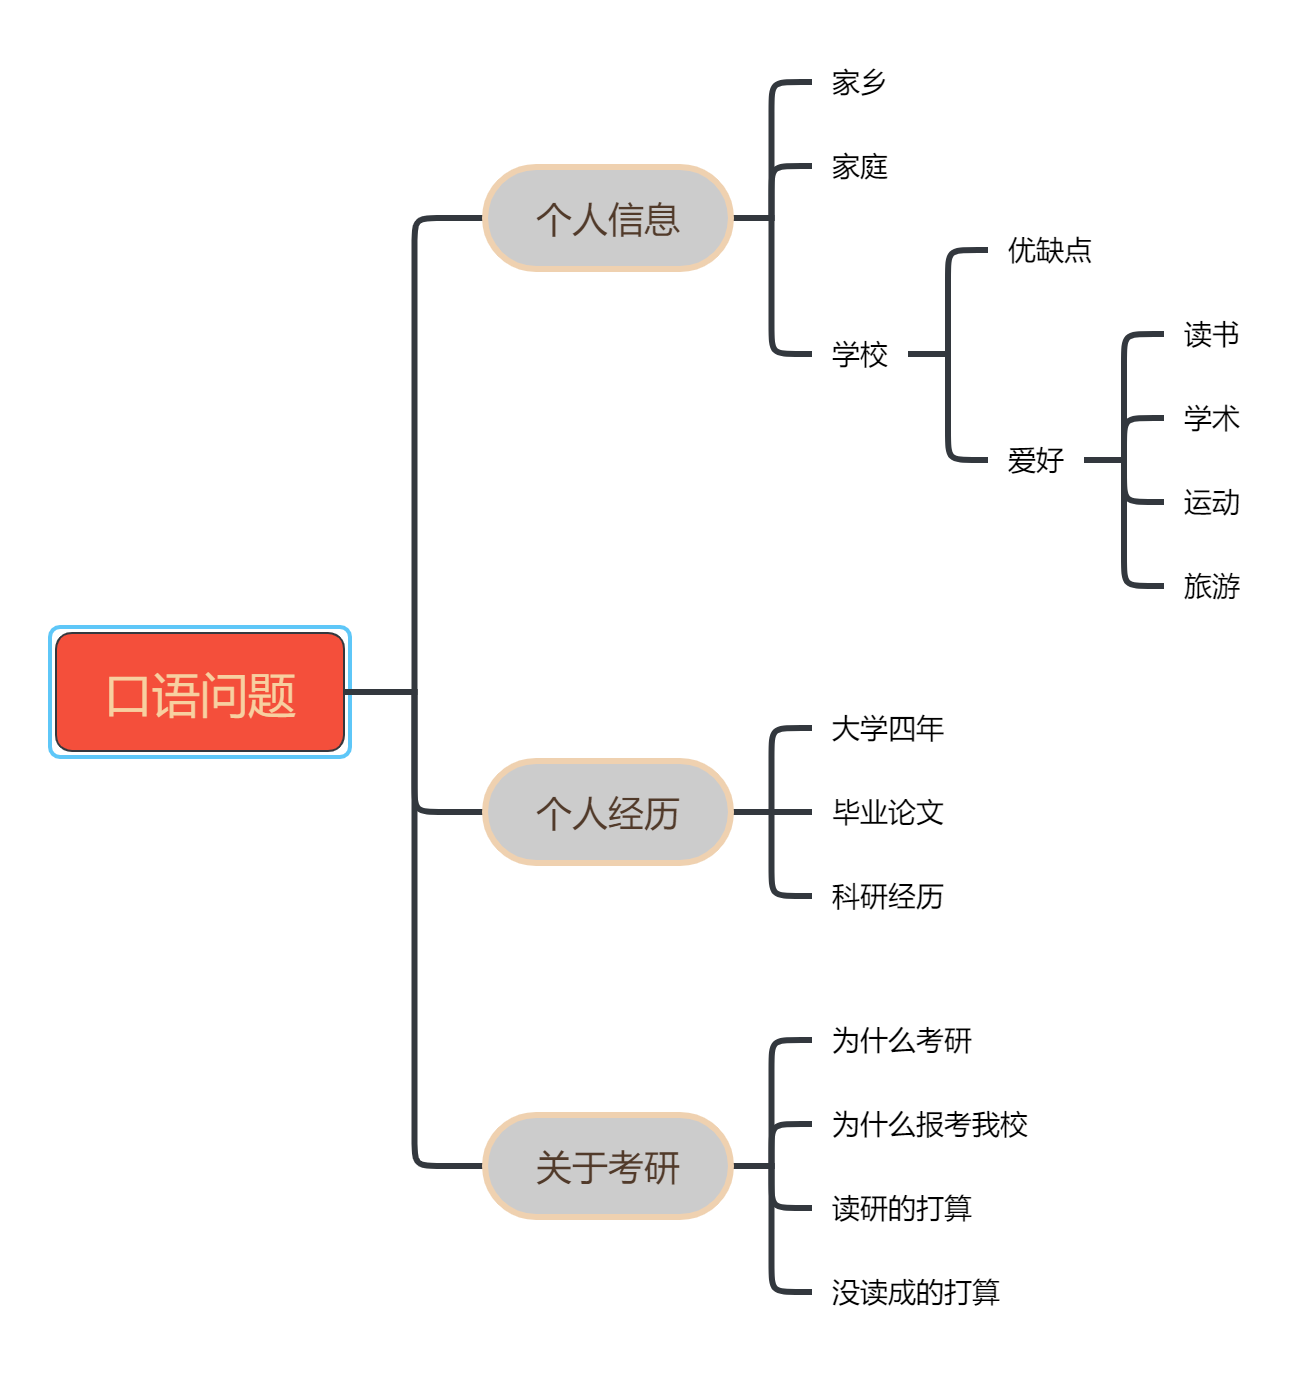 口语问题
个人信息
家乡
家庭
学校
优缺点
爱好
读书
学术
运动
旅游
个人经历
大学四年
毕业论文
科研经历
关于考研
为什么考研
为什么报考我校
读研的打算
没读成的打算